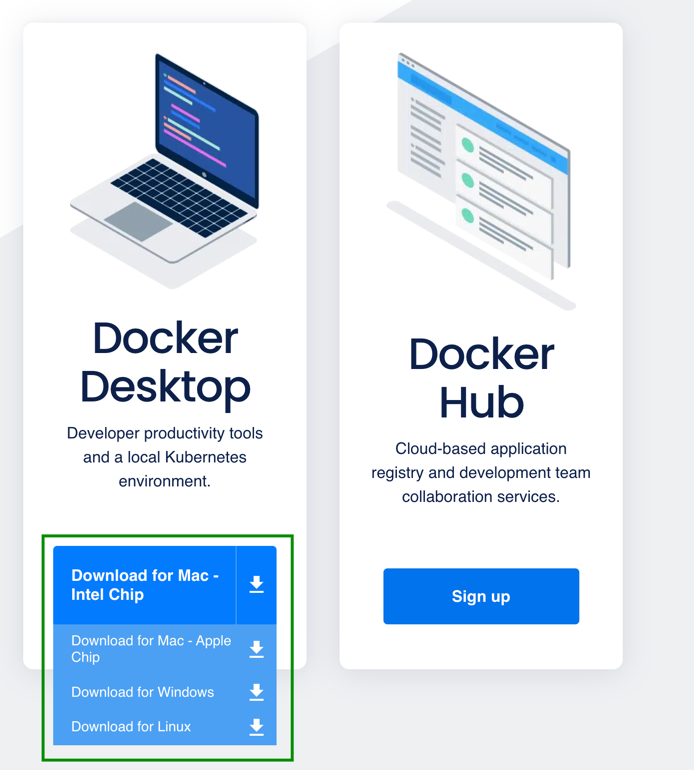 Docker
Desktop
Developer productivity tools
and a local Kubernetes
environment.
Download for Mac -
Intel Chip
Download for Mac - Apple
Chip
Download for Windows
Download for Linux
Docker
Hub
Cloud-based application
registry and development team
collaboration services.
Sign up